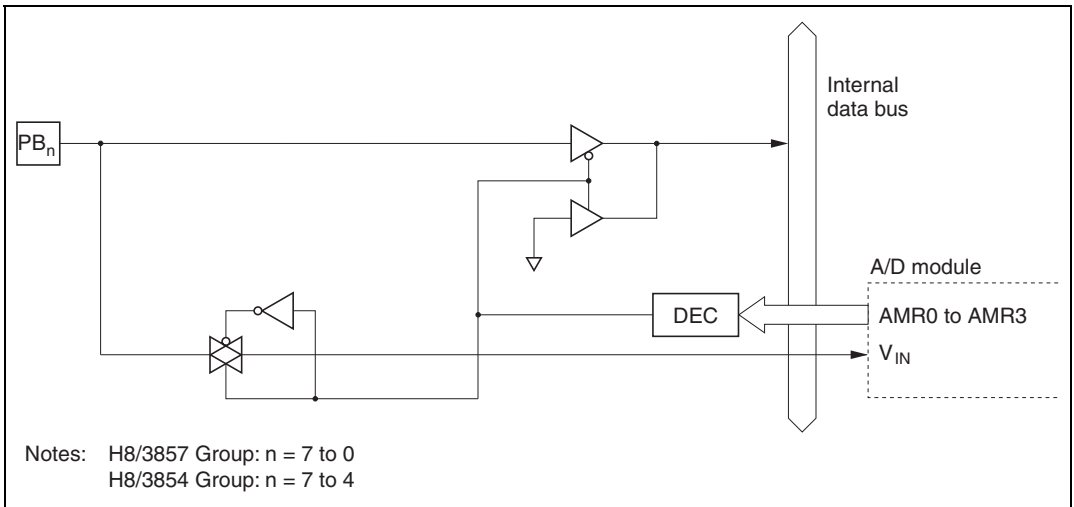 Internal
data bus
PBn
A/D module
DEC
AMR0 to AMR3
VIN
Notes: H8/3857 Group: n = 7 to 0
H8/3854 Group: n = 7 to 4